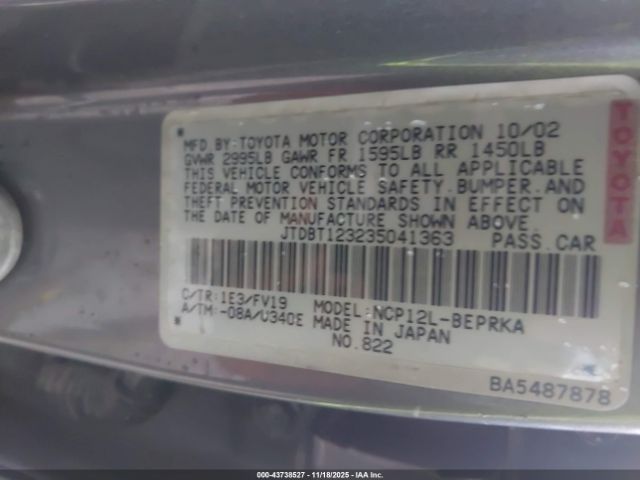 MFD.BY:TOYOTA MOTOR CORPORATION 10/02
GVWR 2995LB GAWR FR 1595LB RR 1450LB
THIS VEHICLE CONFORMS TO ALL APPLICABLE
FEDERAL MOTOR VEHICLE SAFETY.BUMPER.AND
THEFT PREVENTION STANDARDS IN EFFECT ON
THE DATE OF MANUFACTURE SHOWN ABOVE.
JTDBT123235041363 PASS.CAR
C/TR:1E3/FV19 MODEL:NCP12L-BEPRKA
A/TM:-08A/U340E MADE IN JAPAN
NO.822
BA5487878
TOYOTA
000-43738527 - 11/18/2025 - IAA Inc.